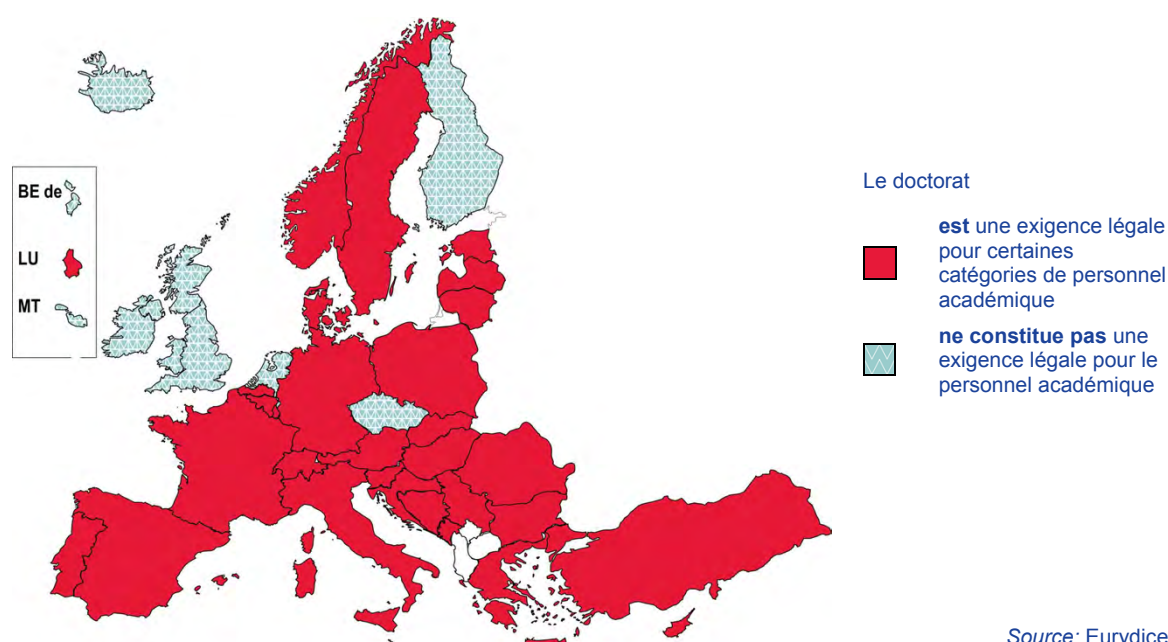 BE de
LU
MT
Le doctorat
est une exigence légale
pour certaines
catégories de personnel
académique
ne constitue pas une
exigence légale pour le
personnel académique
Source: Eurydice